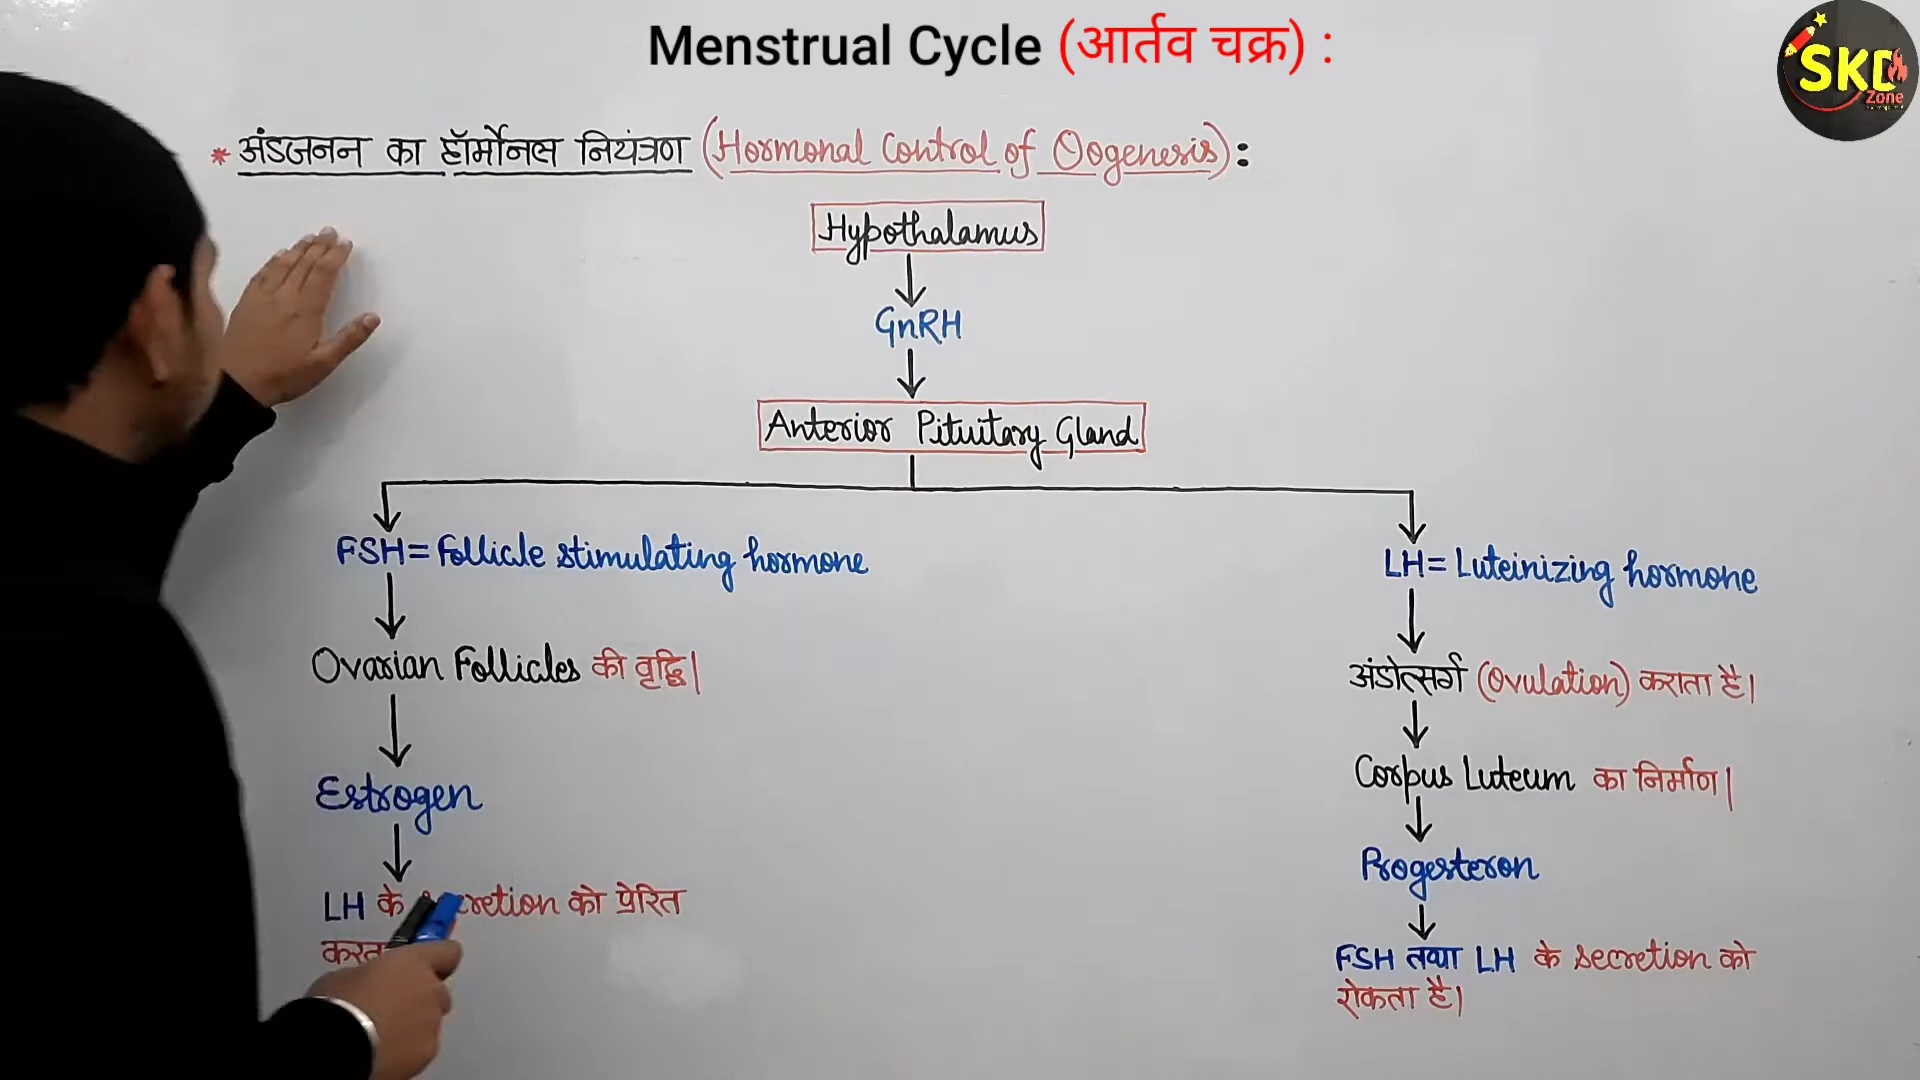 Menstrual Cycle (आर्तव चक्र) :
SKD
Zone
* अंडजनन का हॉर्मोनल नियंत्रण (Hormonal Control of Oogenesis):
Hypothalamus
GnRH
Anterior Pituitary Gland
FSH = Follicle stimulating hormone
LH = Luteinizing hormone
Ovarian Follicles की वृद्धि।
अंडोत्सर्ग (Ovulation) कराता है।
Corpus Luteum का निर्माण।
Estrogen
Progesteron
LH के secretion को प्रेरित
FSH तथा LH के secretion को
रोकता है।